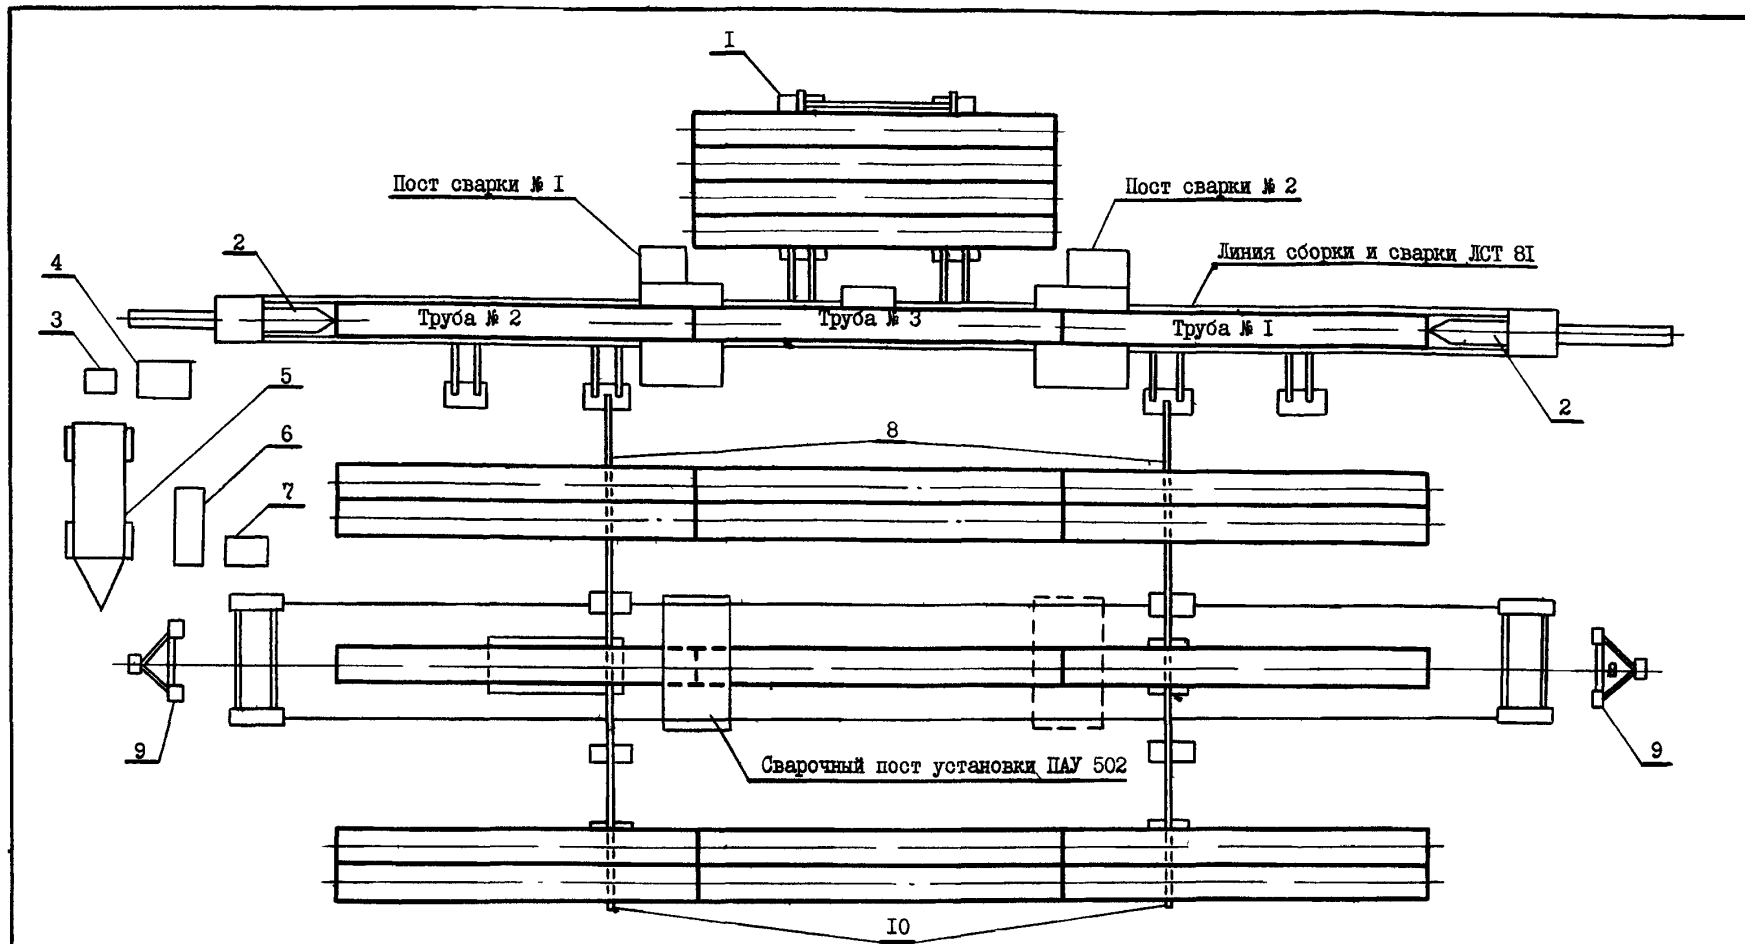 I
Пост сварки № I
Пост сварки № 2
Линия сборки и сварки ЛСТ 8I
2
4
3
Труба № 2
Труба № 3
Труба № I
5
2
6
8
7
9
9
Сварочный пост установки ПАУ 502
IO